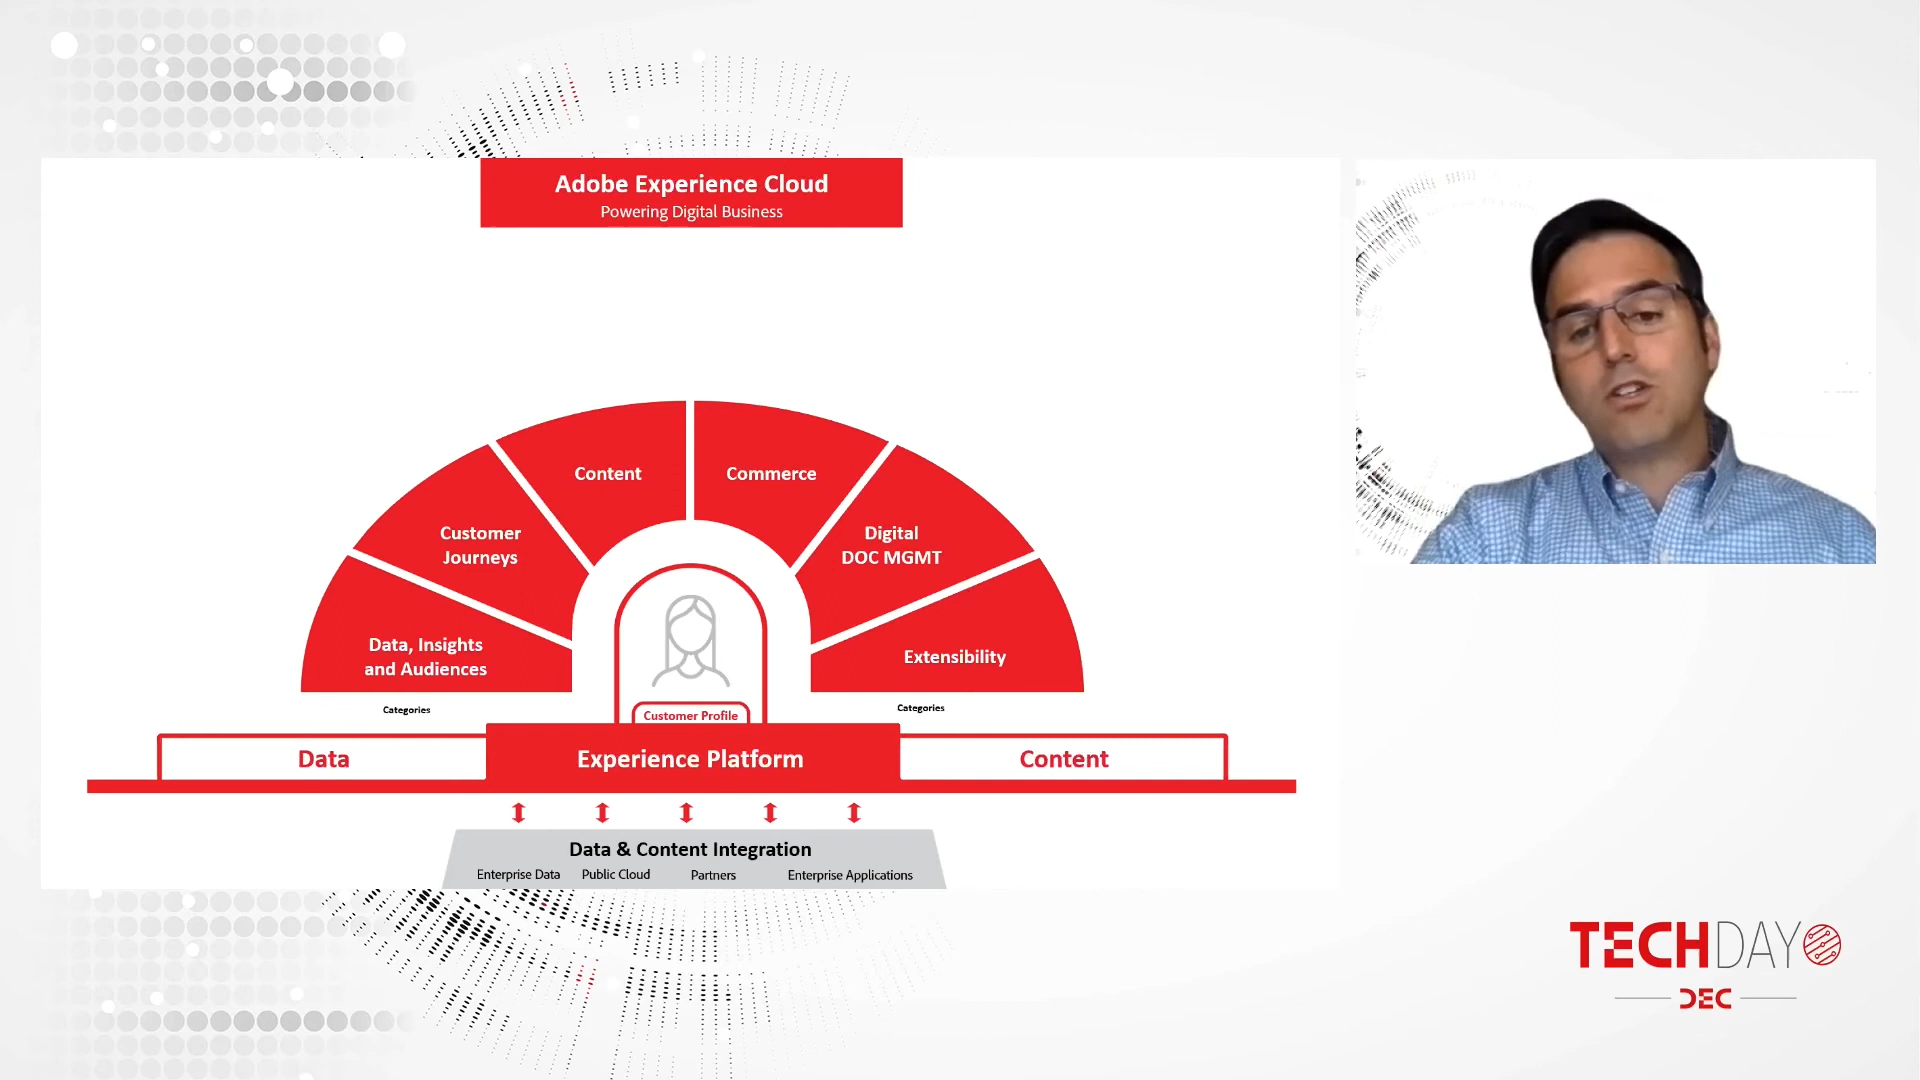 Adobe Experience Cloud
Powering Digital Business
Content
Commerce
Customer
Journeys
Digital
DOC MGMT
Data, Insights
and Audiences
Extensibility
Categories
Categories
Customer Profile
Data
Experience Platform
Content
Data & Content Integration
Enterprise Data
Public Cloud
Partners
Enterprise Applications
TECHDAY
DEC